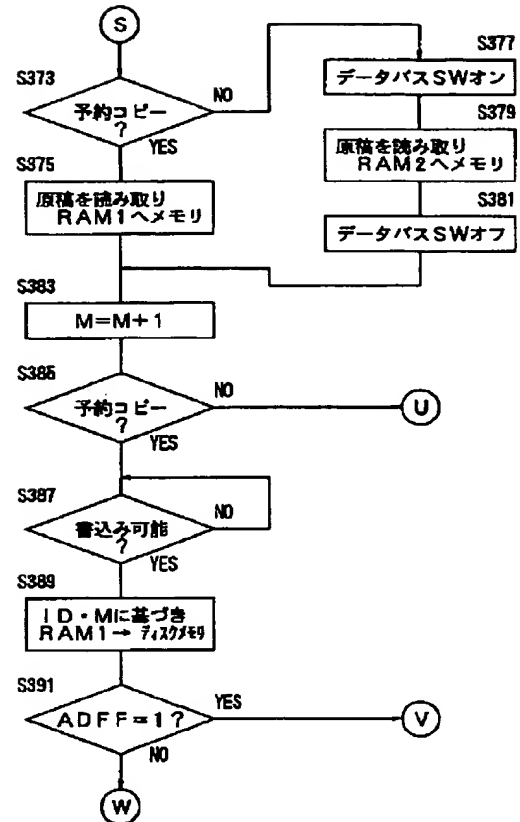 S
S373
予約コピー
?
NO
YES
S377
データバスSWオン
S379
原稿を読み取り
RAM2へメモリ
S381
データバスSWオフ
S375
原稿を読み取り
RAM1へメモリ
S383
M=M+1
S385
予約コピー
?
NO
YES
U
S387
書込み可能
?
NO
YES
S389
ID・Mに基づき
RAM1→ディスクメモリ
S391
ADFF=1?
YES
NO
V
W